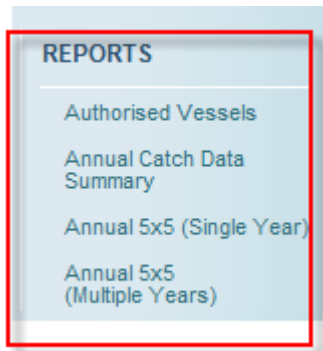 REPORTS
Authorised Vessels
Annual Catch Data
Summary
Annual 5x5 (Single Year)
Annual 5x5
(Multiple Years)